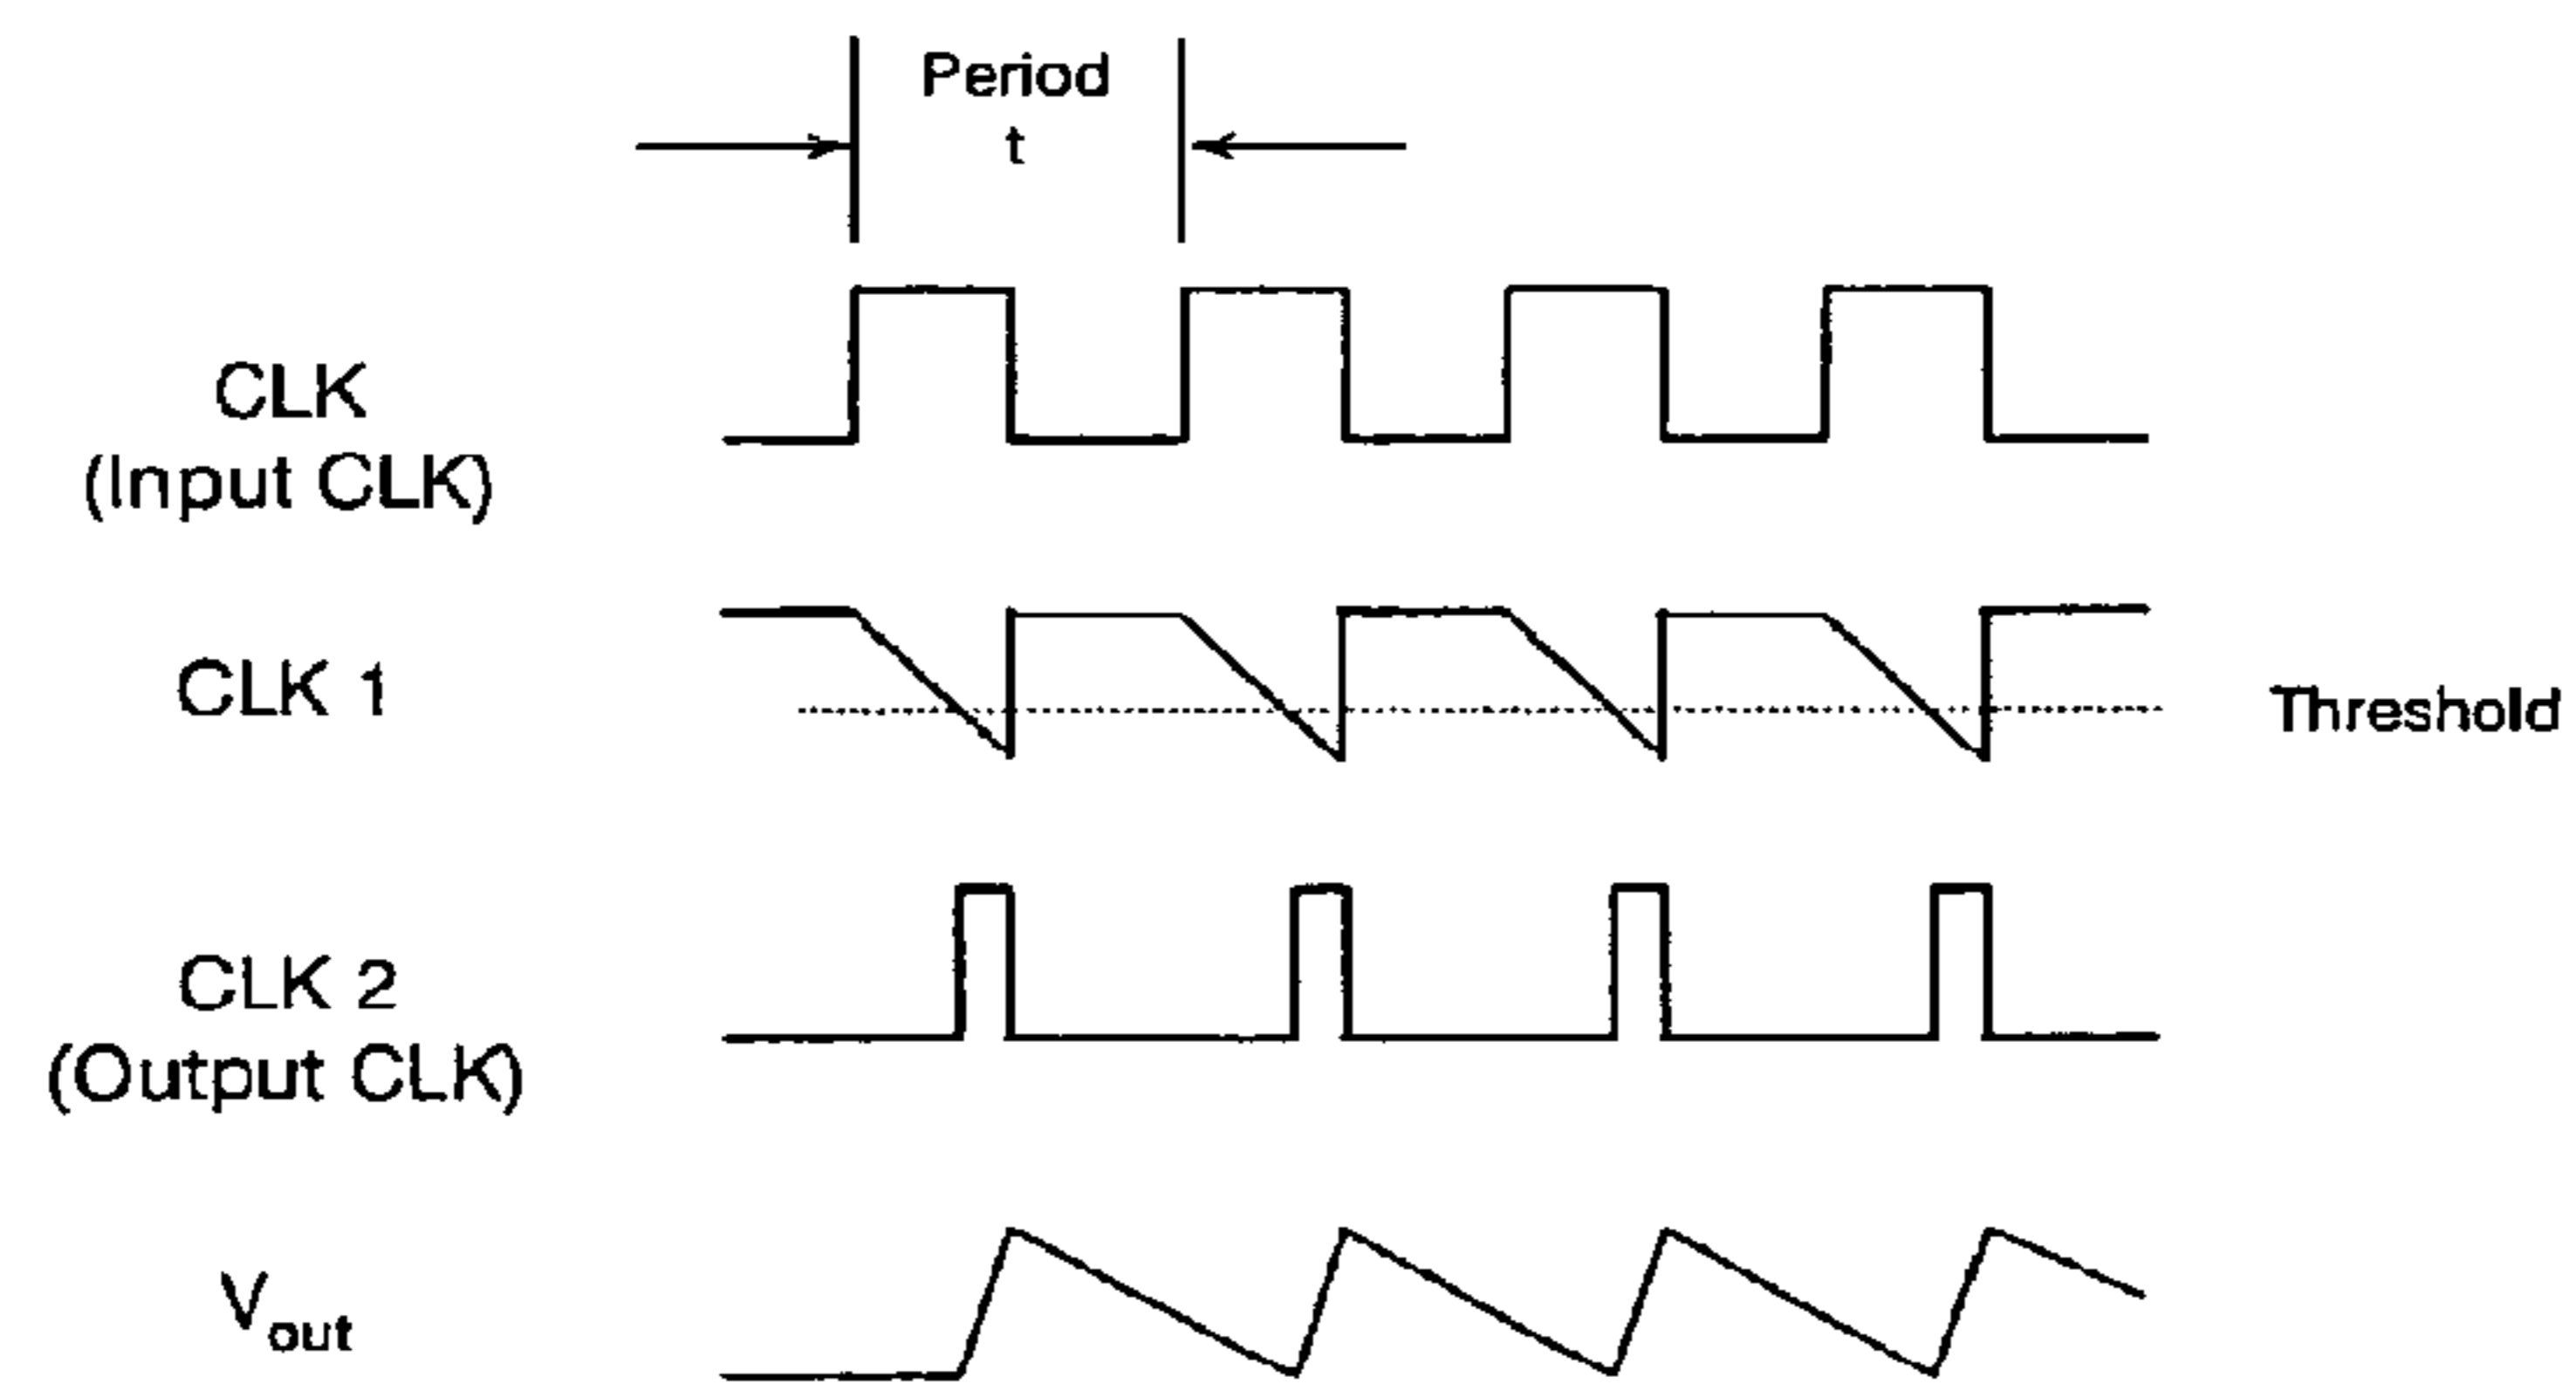 Period
t
CLK
(Input CLK)
CLK 1
Threshold
CLK 2
(Output CLK)
Vout